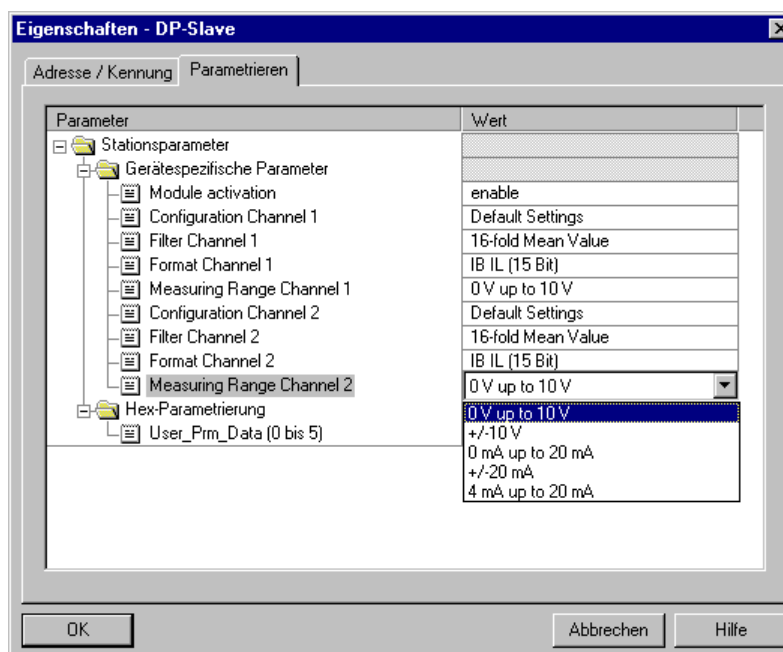 Eigenschaften - DP-Slave
Adresse / Kennung Parametrieren
Parameter Wert
Stationsparameter
Gerätespezifische Parameter
Module activation enable
Configuration Channel 1 Default Settings
Filter Channel 1 16-fold Mean Value
Format Channel 1 IB IL (15 Bit)
Measuring Range Channel 1 0 V up to 10 V
Configuration Channel 2 Default Settings
Filter Channel 2 16-fold Mean Value
Format Channel 2 IB IL (15 Bit)
Measuring Range Channel 2 0 V up to 10 V
Hex-Parametrierung 0 V up to 10 V
User_Prm_Data (0 bis 5) +/-10 V
0 mA up to 20 mA
+/-20 mA
4 mA up to 20 mA
OK Abbrechen Hilfe